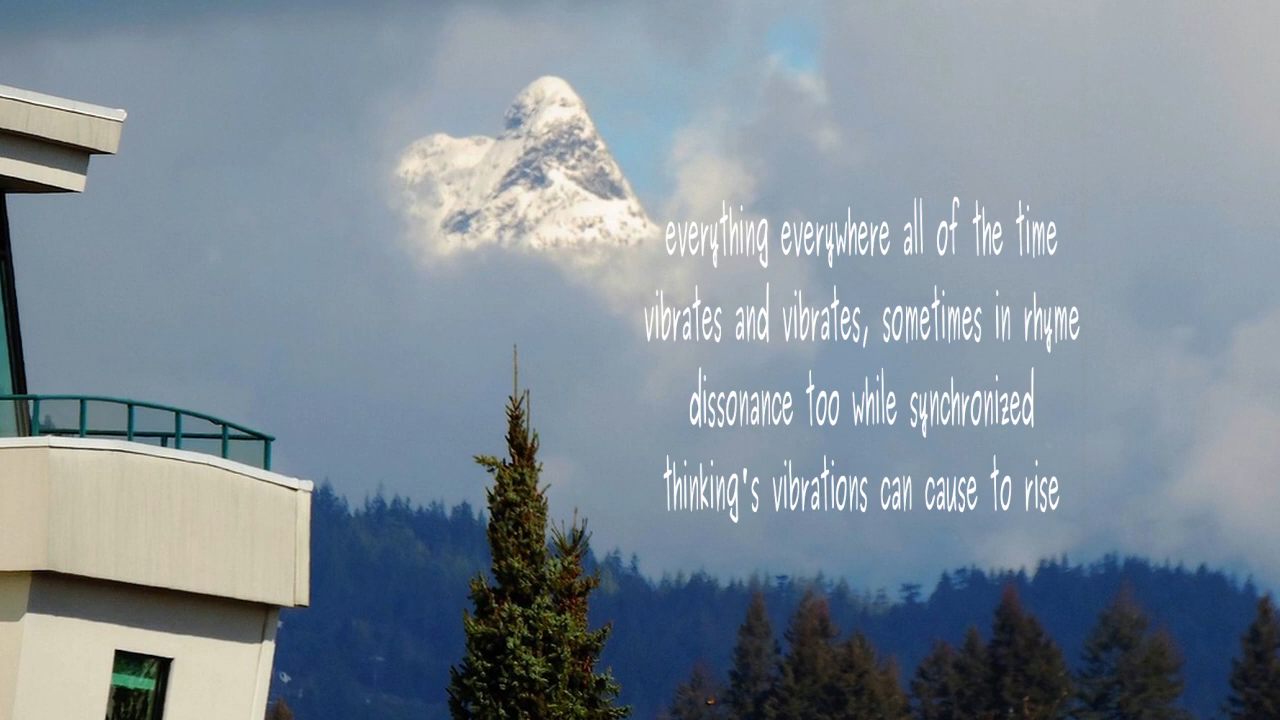 everything everywhere all of the time
vibrates and vibrates, sometimes in rhyme
dissonance too while synchronized
thinking's vibrations can cause to rise